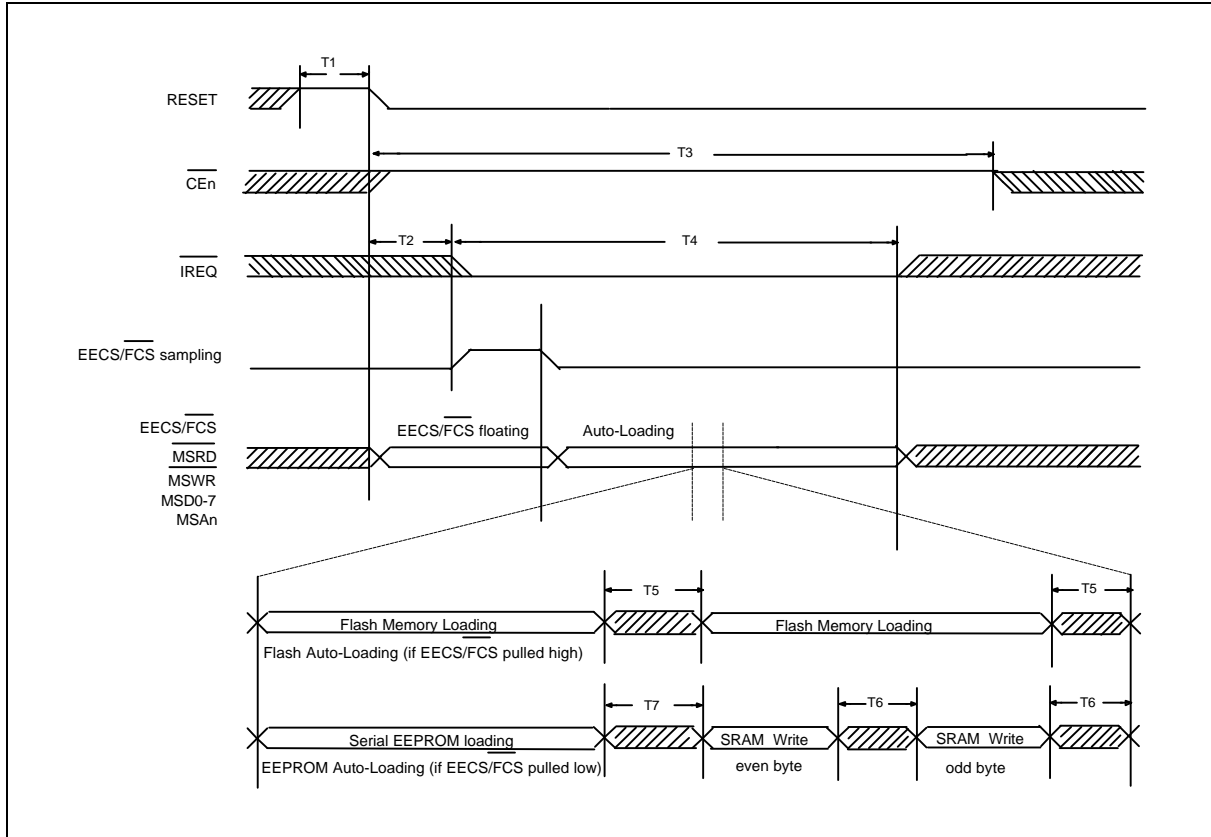 T1
RESET
T3
CEn
T2
T4
IREQ
EECS/FCS sampling
EECS/FCS
EECS/FCS floating
Auto-Loading
MSRD
MSWR
MSD0-7
MSAn
T5
T5
Flash Memory Loading
Flash Memory Loading
Flash Auto-Loading (if EECS/FCS pulled high)
T7
T6
T6
Serial EEPROM loading
SRAM Write
SRAM Write
EEPROM Auto-Loading (if EECS/FCS pulled low)
even byte
odd byte